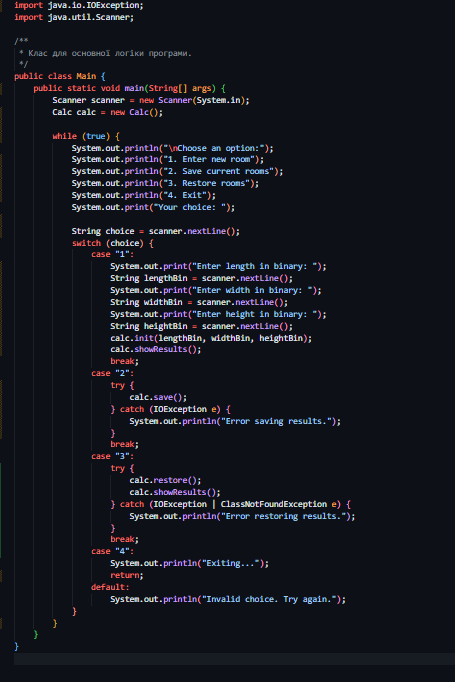 import java.io.IOException;
import java.util.Scanner;

/**
 * Клас для основної логіки програми.
 */
public class Main {
    public static void main(String[] args) {
        Scanner scanner = new Scanner(System.in);
        Calc calc = new Calc();

        while (true) {
            System.out.println("\nChoose an option:");
            System.out.println("1. Enter new room");
            System.out.println("2. Save current rooms");
            System.out.println("3. Restore rooms");
            System.out.println("4. Exit");
            System.out.print("Your choice: ");

            String choice = scanner.nextLine();
            switch (choice) {
                case "1":
                    System.out.print("Enter length in binary: ");
                    String lengthBin = scanner.nextLine();
                    System.out.print("Enter width in binary: ");
                    String widthBin = scanner.nextLine();
                    System.out.print("Enter height in binary: ");
                    String heightBin = scanner.nextLine();
                    calc.init(lengthBin, widthBin, heightBin);
                    calc.showResults();
                    break;
                case "2":
                    try {
                        calc.save();
                    } catch (IOException e) {
                        System.out.println("Error saving results.");
                    }
                    break;
                case "3":
                    try {
                        calc.restore();
                        calc.showResults();
                    } catch (IOException | ClassNotFoundException e) {
                        System.out.println("Error restoring results.");
                    }
                    break;
                case "4":
                    System.out.println("Exiting...");
                    return;
                default:
                    System.out.println("Invalid choice. Try again.");
            }
        }
    }
}